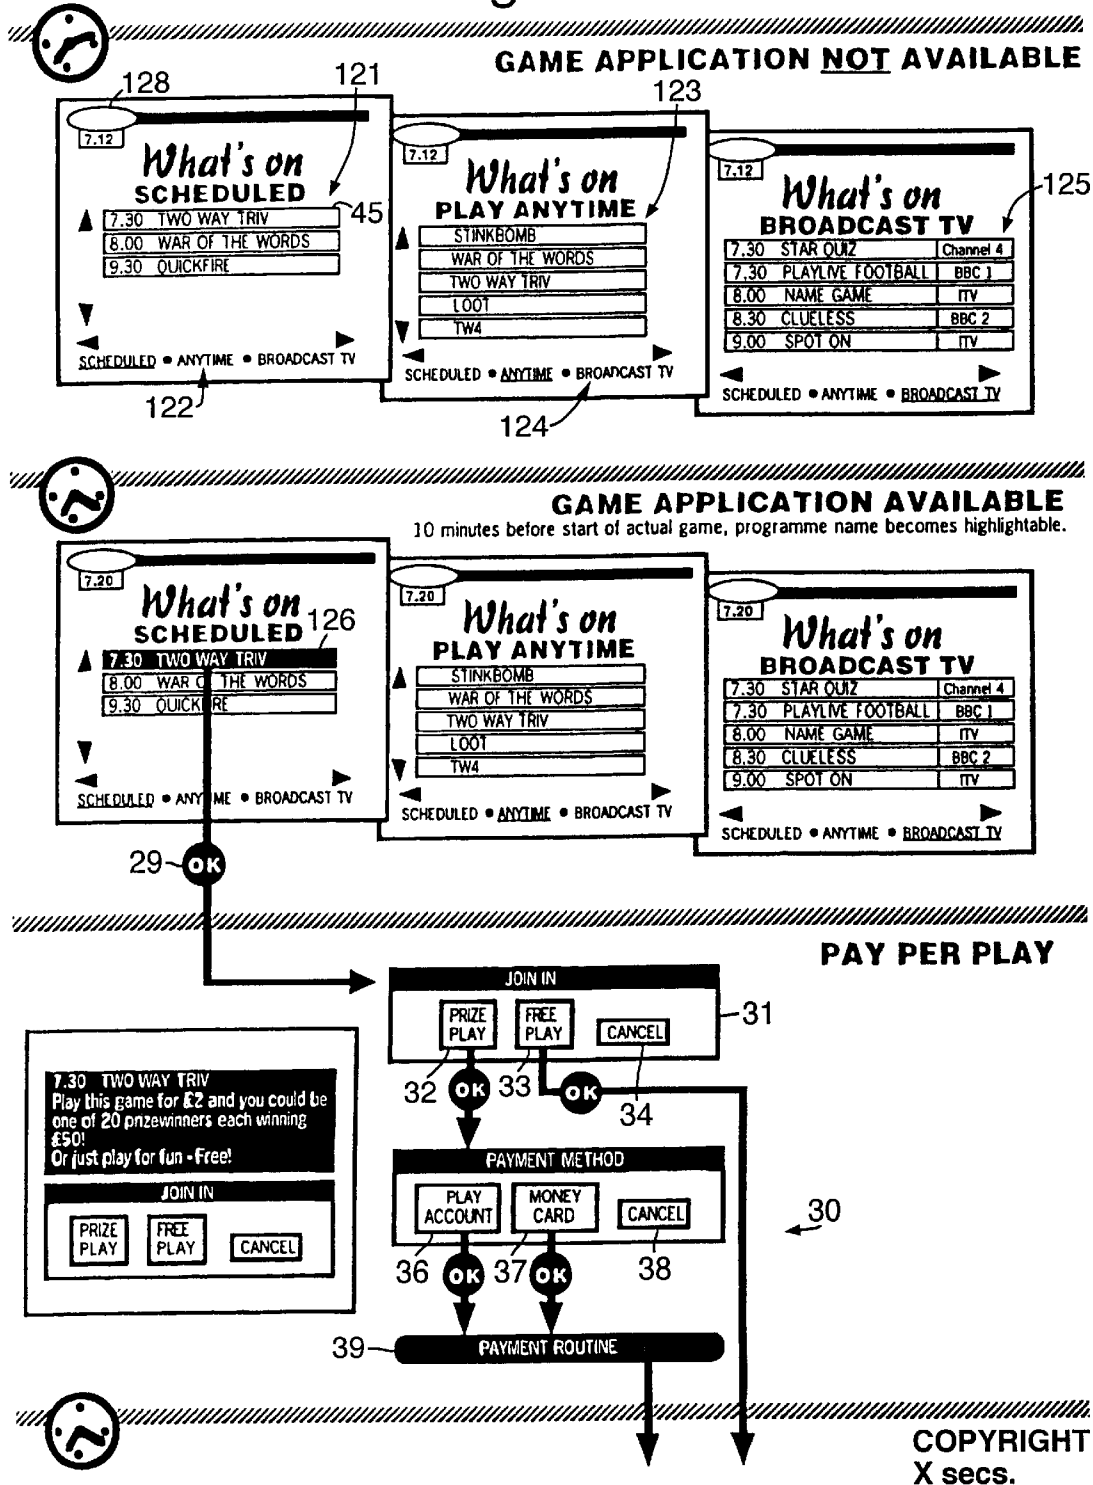 GAME APPLICATION NOT AVAILABLE
128
121
123
125
7.12
What's on
SCHEDULED
45
7.30 TWO WAY TRIV
8.00 WAR OF THE WORDS
9.30 QUICKFIRE
SCHEDULED • ANYTIME • BROADCAST TV
122
7.12
What's on
PLAY ANYTIME
STINKBOMB
WAR OF THE WORDS
TWO WAY TRIV
LOOT
TW4
SCHEDULED • ANYTIME • BROADCAST TV
124
7.12
What's on
BROADCAST TV
7.30 STAR QUIZ Channel 4
7.30 PLAYLIVE FOOTBALL BBC 1
8.00 NAME GAME ITV
8.30 CLUELESS BBC 2
9.00 SPOT ON ITV
SCHEDULED • ANYTIME • BROADCAST TV
GAME APPLICATION AVAILABLE
10 minutes before start of actual game, programme name becomes highlightable.
7.20
What's on
SCHEDULED
126
7.30 TWO WAY TRIV
8.00 WAR OF THE WORDS
9.30 QUICKFIRE
SCHEDULED • ANYTIME • BROADCAST TV
7.20
What's on
PLAY ANYTIME
STINKBOMB
WAR OF THE WORDS
TWO WAY TRIV
LOOT
TW4
SCHEDULED • ANYTIME • BROADCAST TV
7.20
What's on
BROADCAST TV
7.30 STAR QUIZ Channel 4
7.30 PLAYLIVE FOOTBALL BBC 1
8.00 NAME GAME ITV
8.30 CLUELESS BBC 2
9.00 SPOT ON ITV
SCHEDULED • ANYTIME • BROADCAST TV
29
OK
PAY PER PLAY
JOIN IN
PRIZE PLAY
FREE PLAY
CANCEL
31
32
OK
33
OK
34
7.30 TWO WAY TRIV
Play this game for £2 and you could be
one of 20 prizewinners each winning
£50!
Or just play for fun - Free!
JOIN IN
PRIZE PLAY
FREE PLAY
CANCEL
PAYMENT METHOD
PLAY ACCOUNT
MONEY CARD
CANCEL
30
36
OK
37
OK
38
39
PAYMENT ROUTINE
COPYRIGHT
X secs.